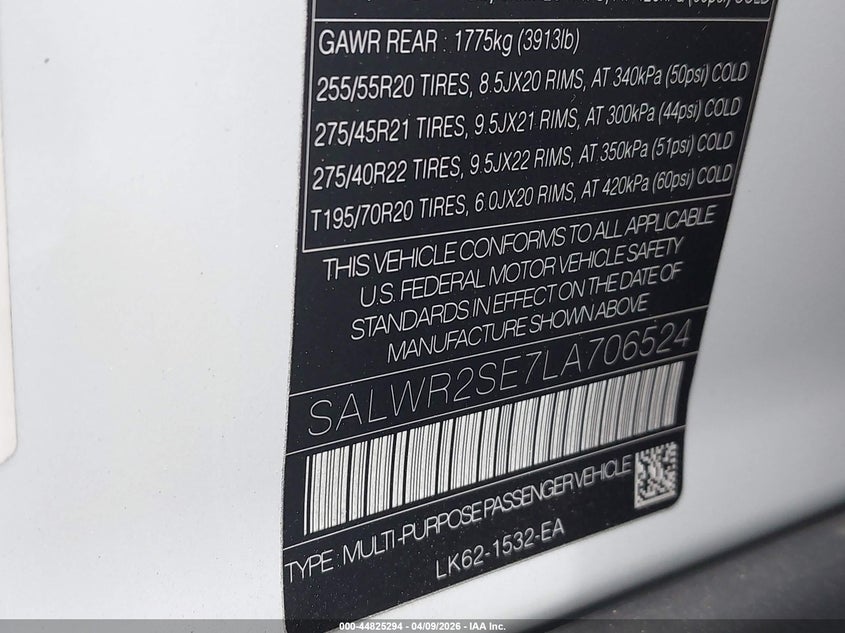 GAWR REAR : 1775kg (3913lb)
255/55R20 TIRES, 8.5JX20 RIMS, AT 340kPa (50psi) COLD
275/45R21 TIRES, 9.5JX21 RIMS, AT 300kPa (44psi) COLD
275/40R22 TIRES, 9.5JX22 RIMS, AT 350kPa (51psi) COLD
T195/70R20 TIRES, 6.0JX20 RIMS, AT 420kPa (60psi) COLD
THIS VEHICLE CONFORMS TO ALL APPLICABLE
U.S. FEDERAL MOTOR VEHICLE SAFETY
STANDARDS IN EFFECT ON THE DATE OF
MANUFACTURE SHOWN ABOVE
SALWR2SE7LA706524
TYPE: MULTI-PURPOSE PASSENGER VEHICLE
LK62-1532-EA
000-44825294 - 04/09/2026 - IAA Inc.